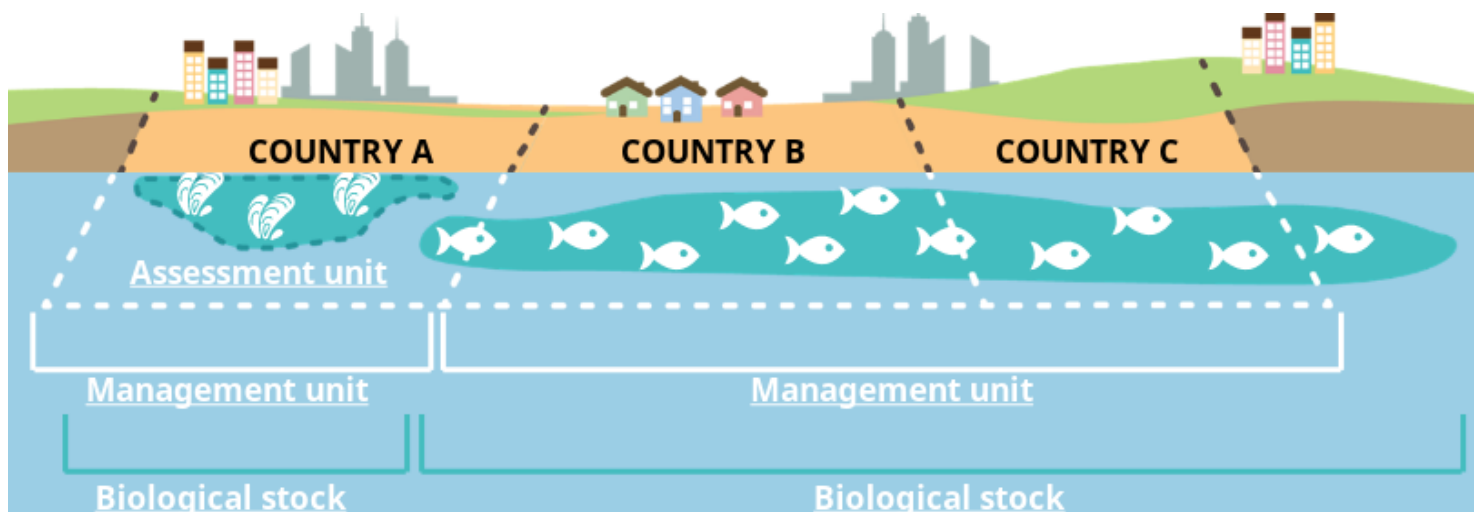 COUNTRY A
COUNTRY B
COUNTRY C
Assessment unit
Management unit
Management unit
Biological stock
Biological stock